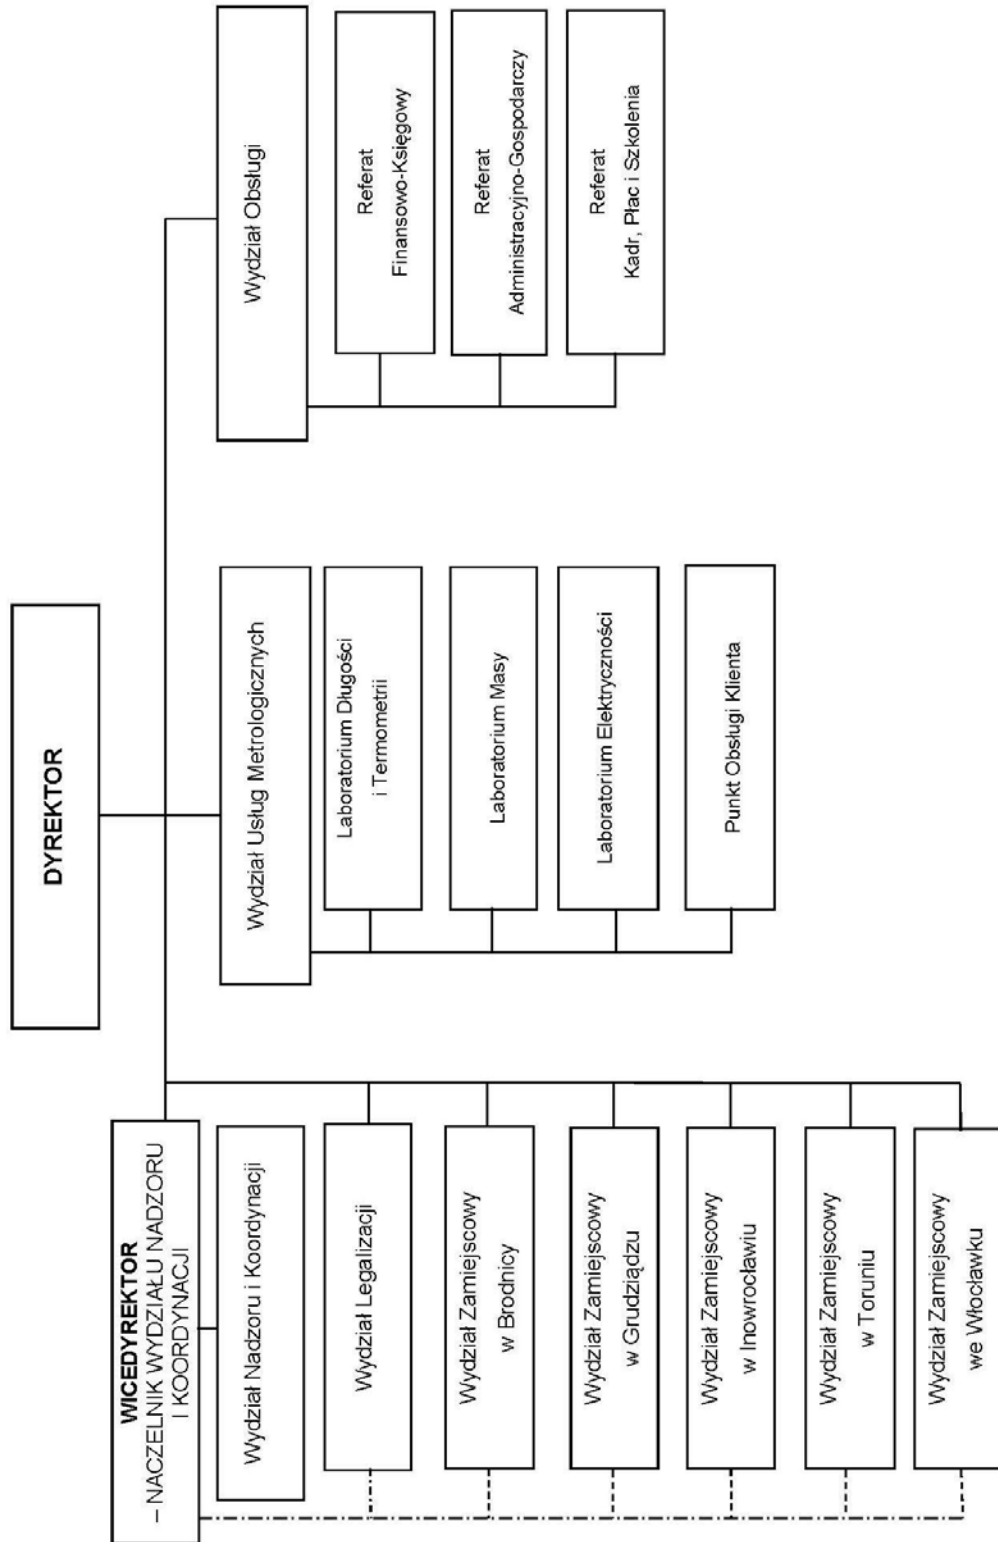 DYREKTOR
WICEDYREKTOR
– NACZELNIK WYDZIAŁU NADZORU
I KOORDYNACJI
Wydział Nadzoru i Koordynacji
Wydział Legalizacji
Wydział Zamiejscowy
w Brodnicy
Wydział Zamiejscowy
w Grudziądzu
Wydział Zamiejscowy
w Inowrocławiu
Wydział Zamiejscowy
w Toruniu
Wydział Zamiejscowy
we Włocławku
Wydział Usług Metrologicznych
Laboratorium Długości
i Termometrii
Laboratorium Masy
Laboratorium Elektryczności
Punkt Obsługi Klienta
Wydział Obsługi
Referat
Finansowo-Księgowy
Referat
Administracyjno-Gospodarczy
Referat
Kadr, Płac i Szkolenia